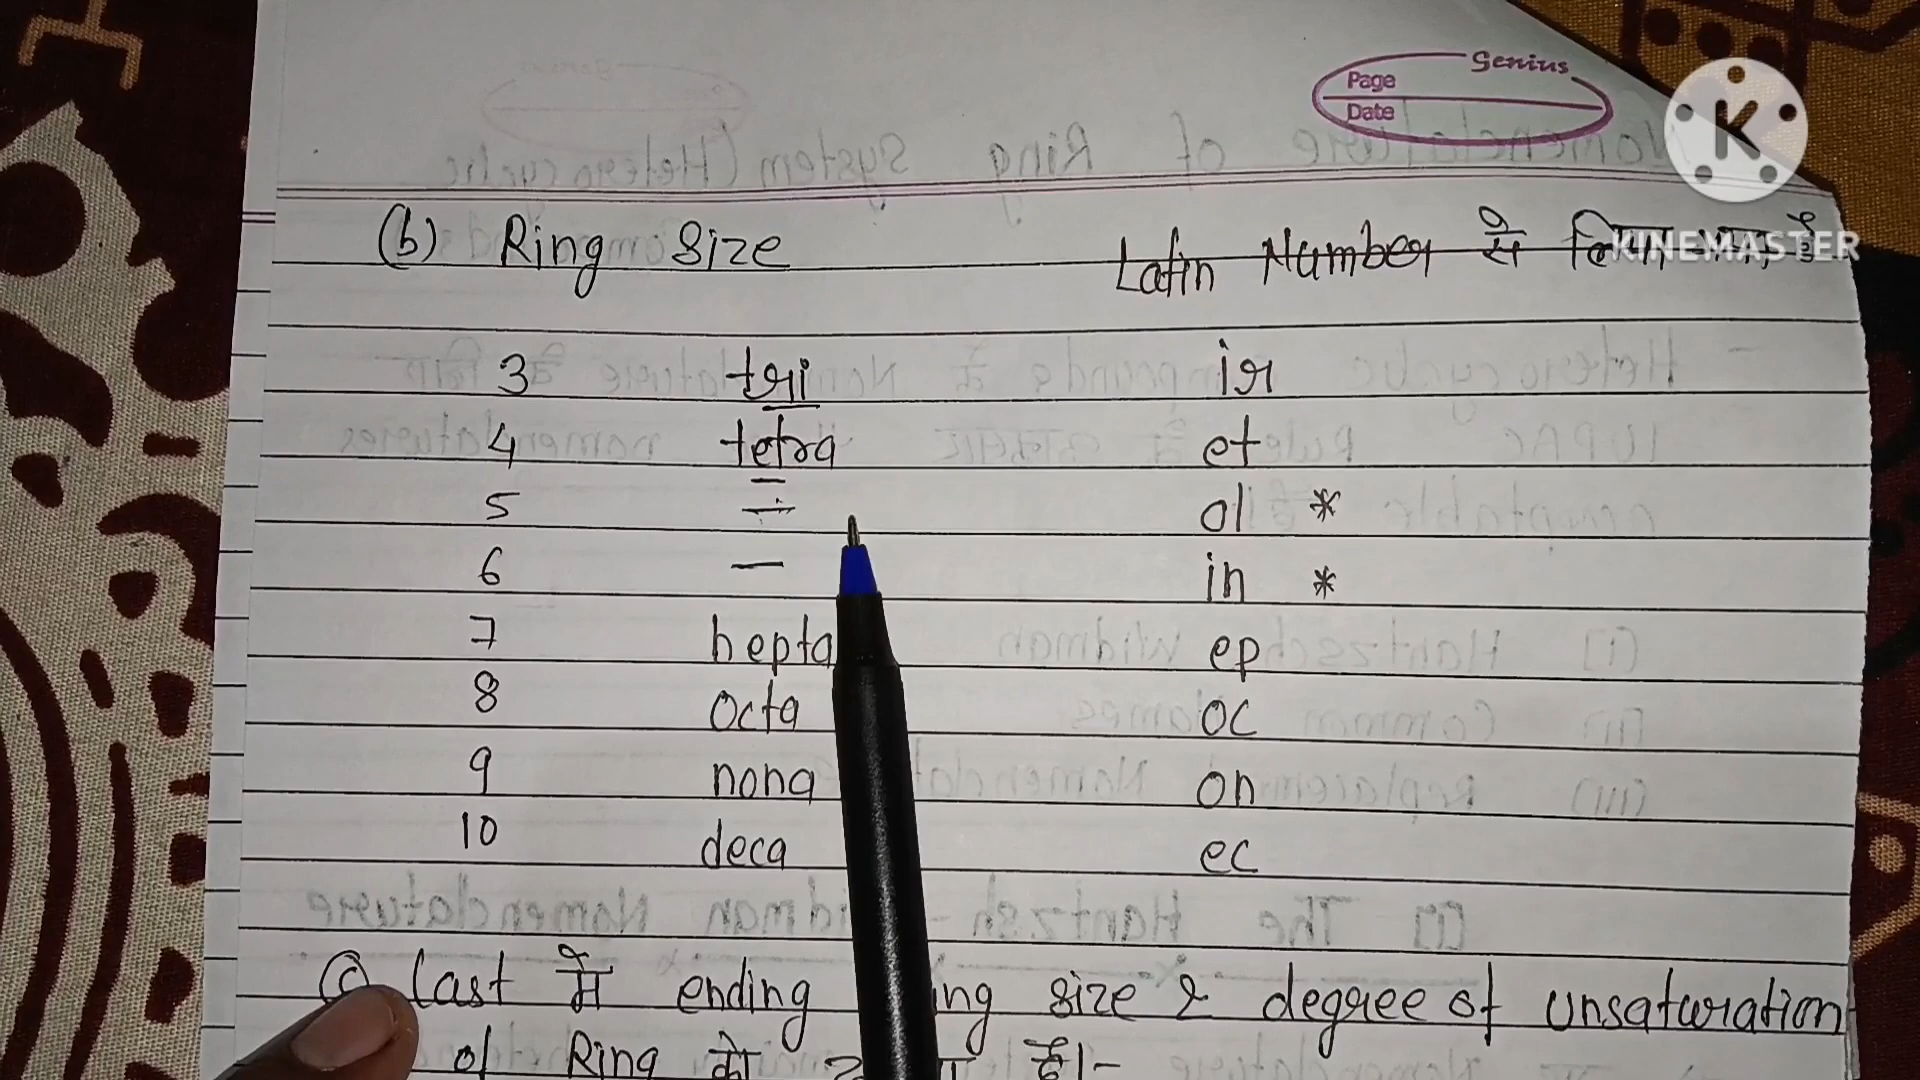 Genius
Page
Date
K
KINEMASTER
(b) Ring Size Latin Number से लिया जाता है
3 tri ir
4 tetra et
5 — ol *
6 — in *
7 hepta ep
8 Octa oc
9 nona on
10 deca ec
(c) Last में ending size & degree of unsaturation
of Ring को है।-